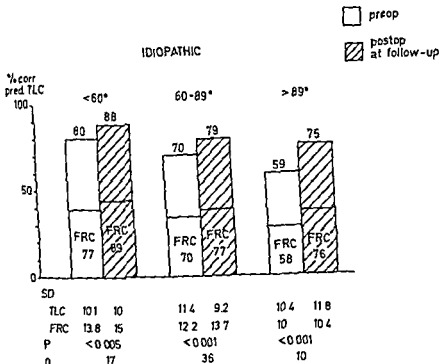 preop
postop
at follow-up
IDIOPATHIC
% corr
pred. TLC
<60° 60-89° >89°
100
80 88 70 79 59 75
50
FRC FRC FRC FRC FRC FRC
77 89 70 77 58 76
0
SD
TLC 10.1 10 11.4 9.2 10.4 11.8
FRC 13.8 15 12.2 13.7 10 10.4
P <0.005 <0.001 <0.001
n 17 36 10